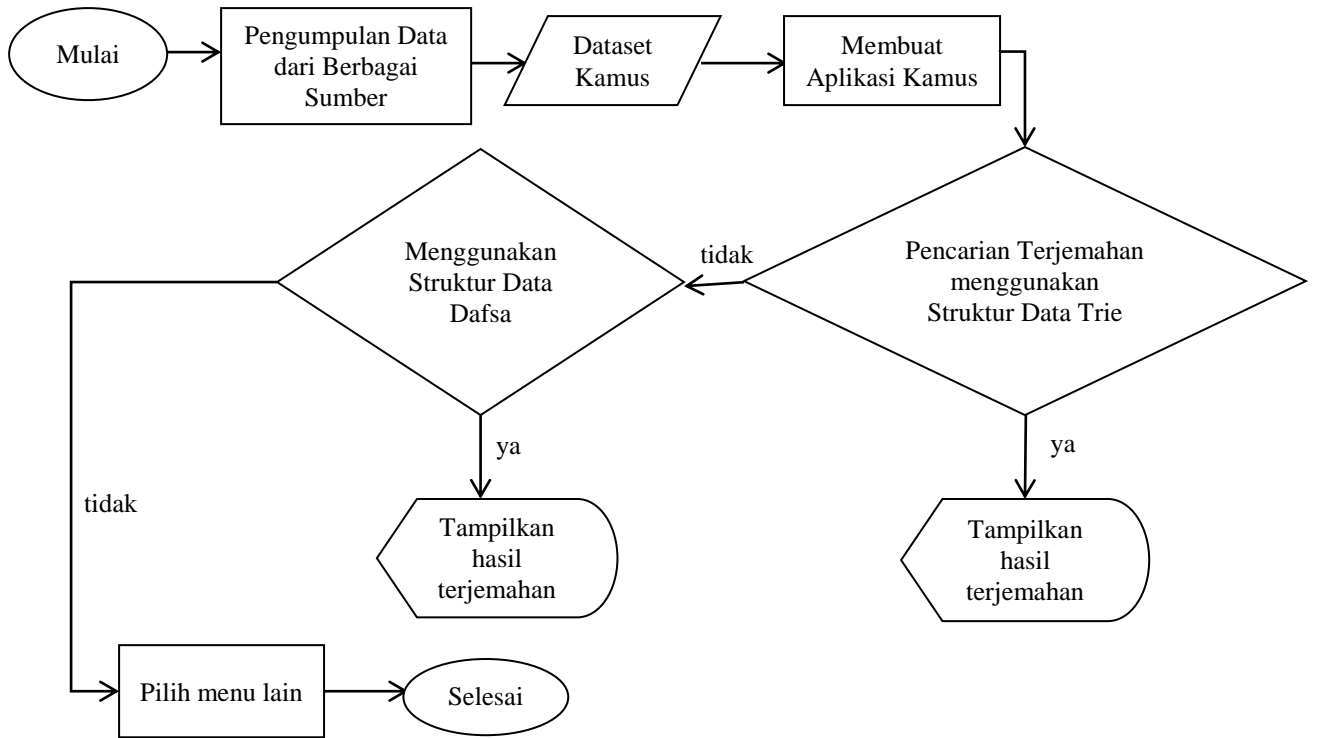 Mulai
Pengumpulan Data
dari Berbagai
Sumber
Dataset
Kamus
Membuat
Aplikasi Kamus
Pencarian Terjemahan
menggunakan
Struktur Data Trie
tidak
Menggunakan
Struktur Data
Dafsa
ya
ya
tidak
Tampilkan
hasil
terjemahan
Tampilkan
hasil
terjemahan
Pilih menu lain
Selesai